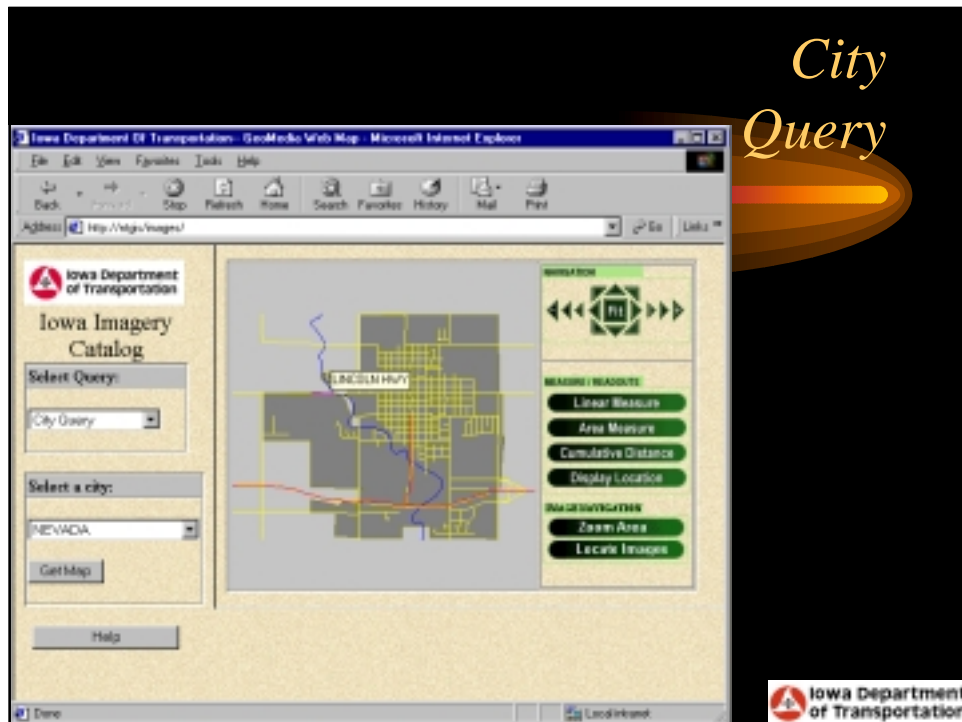 City
Query
Iowa Department Of Transportation - GeoMedia Web Map - Microsoft Internet Explorer
File Edit View Favorites Tools Help
Back Forward Stop Refresh Home Search Favorites History Mail Print
Address Go Links
Iowa Department
of Transportation
Iowa Imagery
Catalog
Select Query:
City Query
Select a city:
NEVADA
Get Map
Help
LINCOLN HWY
NAVIGATION
Fit
MEASURE / READOUTS
Linear Measure
Area Measure
Cumulative Distance
Display Location
IMAGE NAVIGATION
Zoom Area
Locate Images
Done
Local intranet
Iowa Department
of Transportation